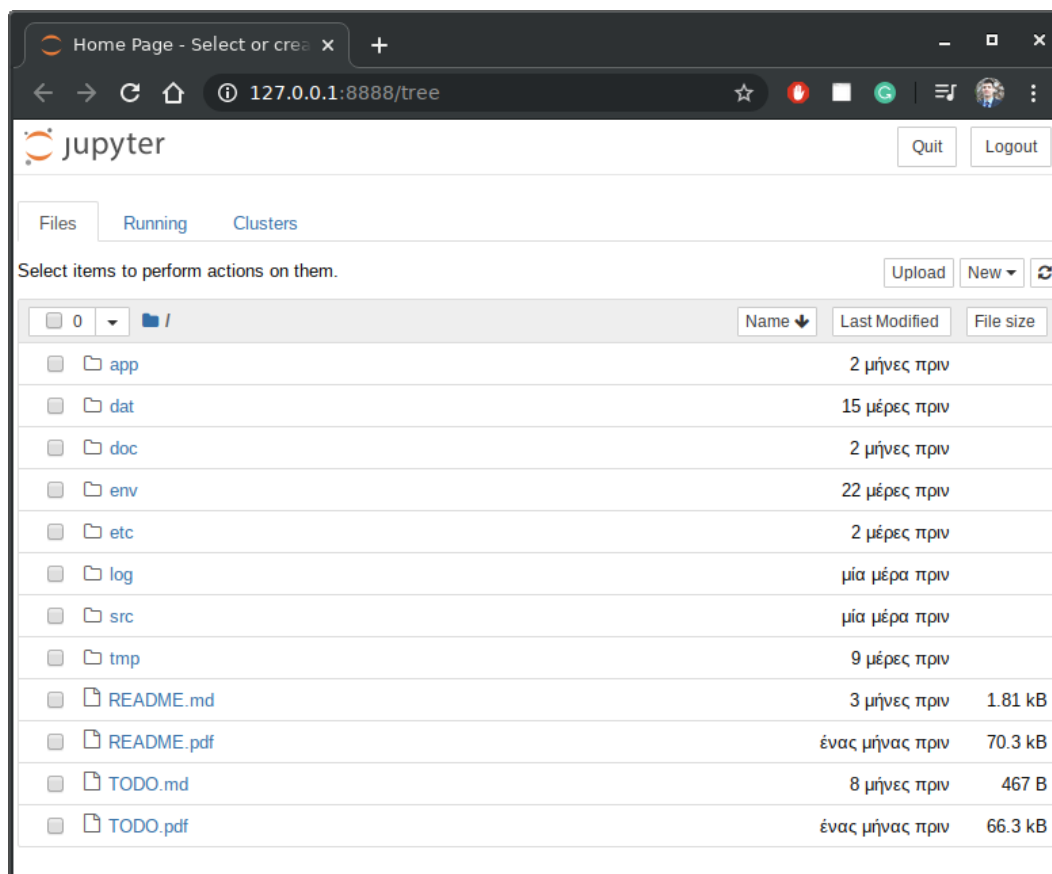 Home Page - Select or crea
127.0.0.1:8888/tree
jupyter
Quit Logout
Files Running Clusters
Select items to perform actions on them.
Upload New
0 / Name Last Modified File size
app 2 μήνες πριν
dat 15 μέρες πριν
doc 2 μήνες πριν
env 22 μέρες πριν
etc 2 μέρες πριν
log μία μέρα πριν
src μία μέρα πριν
tmp 9 μέρες πριν
README.md 3 μήνες πριν 1.81 kB
README.pdf ένας μήνας πριν 70.3 kB
TODO.md 8 μήνες πριν 467 B
TODO.pdf ένας μήνας πριν 66.3 kB